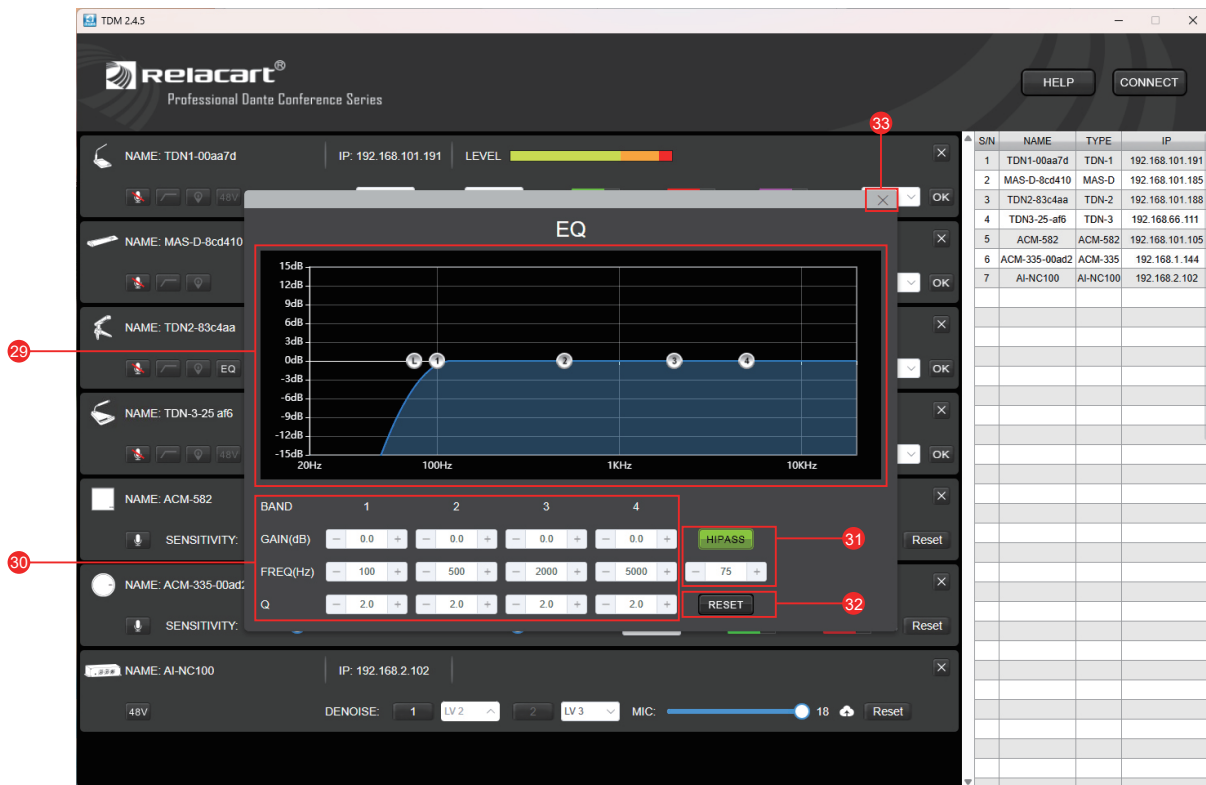 TDM 2.4.5
Relacart®
Professional Dante Conference Series
HELP
CONNECT
33
NAME: TDN1-00aa7d IP: 192.168.101.191 LEVEL
48V
OK
NAME: MAS-D-8cd410
OK
NAME: TDN2-83c4aa
EQ
OK
NAME: TDN-3-25 af6
48V
OK
NAME: ACM-582
SENSITIVITY:
Reset
NAME: ACM-335-00ad2
SENSITIVITY:
Reset
NAME: AI-NC100 IP: 192.168.2.102
48V DENOISE: 1 LV 2 2 LV 3 MIC: 18 Reset
EQ
29
15dB
12dB
9dB
6dB
3dB
0dB L 1 2 3 4
-3dB
-6dB
-9dB
-12dB
-15dB
20Hz 100Hz 1KHz 10KHz
30
BAND 1 2 3 4
GAIN(dB) − 0.0 + − 0.0 + − 0.0 + − 0.0 + HIPASS 31
FREQ(Hz) − 100 + − 500 + − 2000 + − 5000 + − 75 +
Q − 2.0 + − 2.0 + − 2.0 + − 2.0 + RESET 32
S/N NAME TYPE IP
1 TDN1-00aa7d TDN-1 192.168.101.191
2 MAS-D-8cd410 MAS-D 192.168.101.185
3 TDN2-83c4aa TDN-2 192.168.101.188
4 TDN3-25-af6 TDN-3 192.168.66.111
5 ACM-582 ACM-582 192.168.101.105
6 ACM-335-00ad2 ACM-335 192.168.1.144
7 AI-NC100 AI-NC100 192.168.2.102